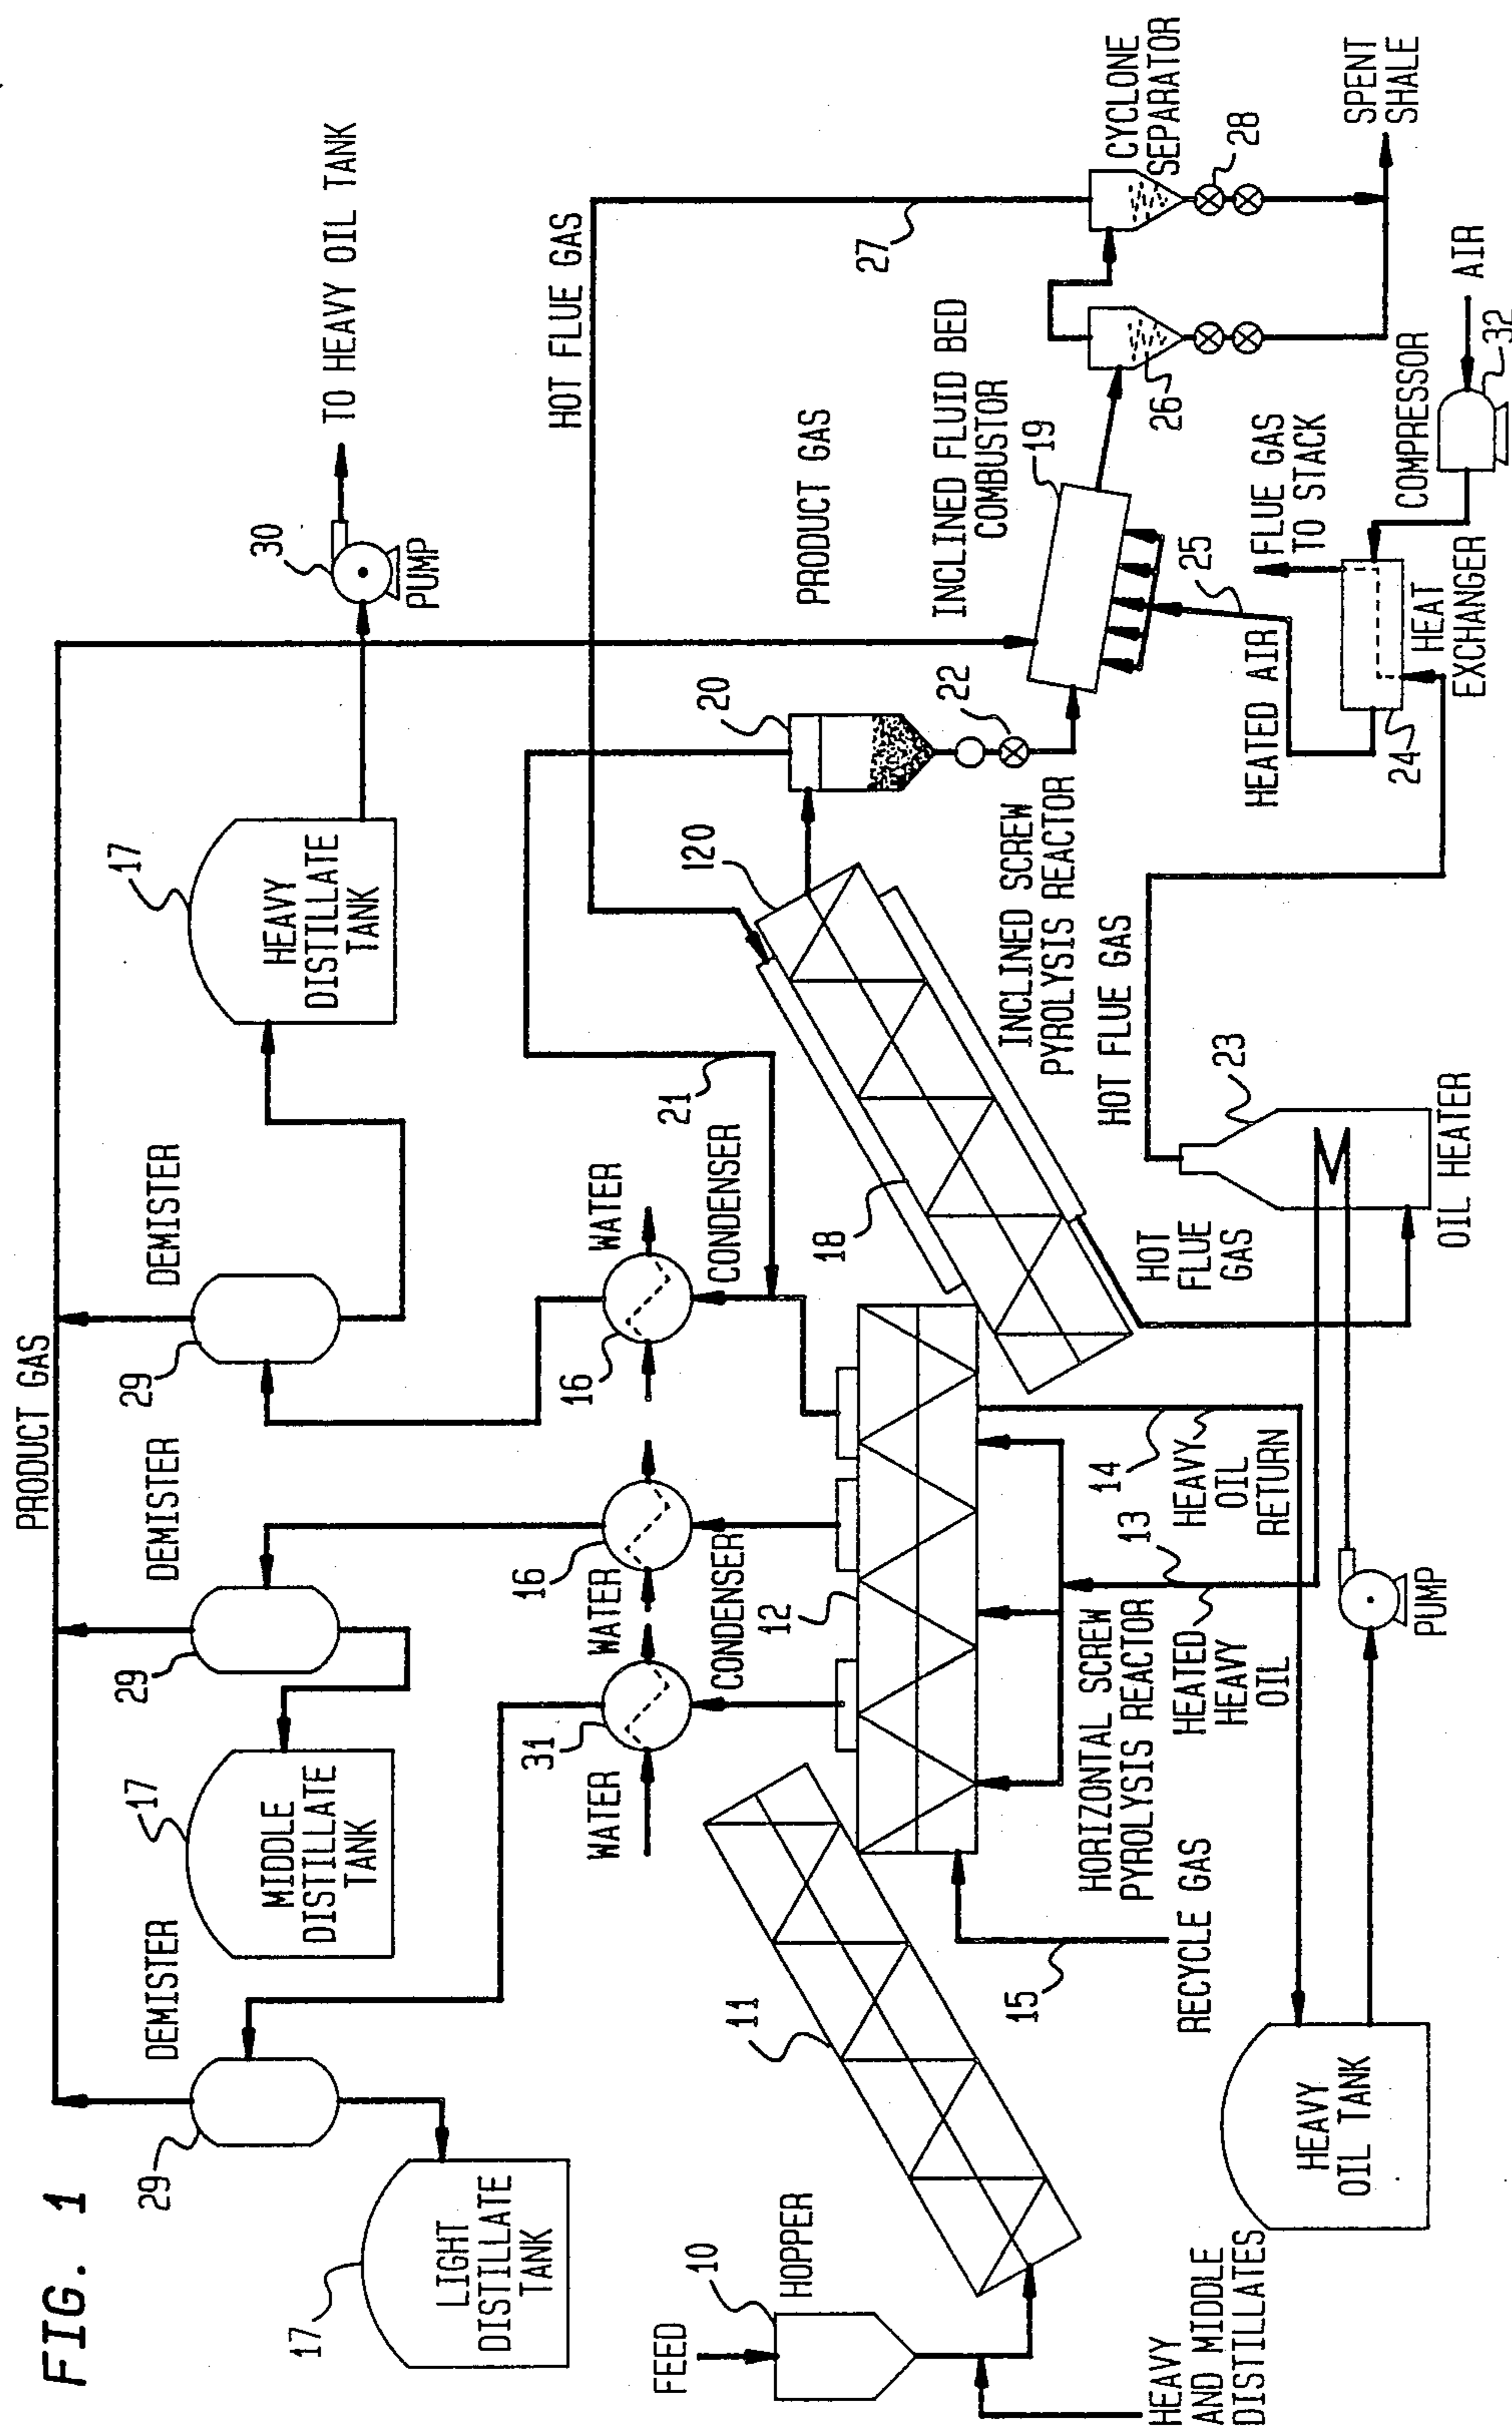 FIG. 1
PRODUCT GAS
DEMISTER
29
DEMISTER
29
DEMISTER
29
17
LIGHT
DISTILLATE
TANK
17
MIDDLE
DISTILLATE
TANK
17
HEAVY
DISTILLATE
TANK
30
PUMP
TO HEAVY OIL TANK
HOT FLUE GAS
WATER
31
CONDENSER
WATER
16
CONDENSER
16
WATER
CONDENSER
21
FEED
10
HOPPER
HEAVY
AND MIDDLE
DISTILLATES
11
12
HORIZONTAL SCREW
PYROLYSIS REACTOR
15
RECYCLE GAS
13
HEATED
HEAVY
OIL
14
HEAVY
OIL
RETURN
18
120
INCLINED SCREW
PYROLYSIS REACTOR
20
22
PRODUCT GAS
INCLINED FLUID BED
COMBUSTOR
19
27
CYCLONE
SEPARATOR
26
28
SPENT
SHALE
AIR
32
COMPRESSOR
FLUE GAS
TO STACK
25
HEATED AIR
HEAT
EXCHANGER
24
HOT FLUE GAS
23
OIL HEATER
HOT
FLUE
GAS
PUMP
HEAVY
OIL TANK